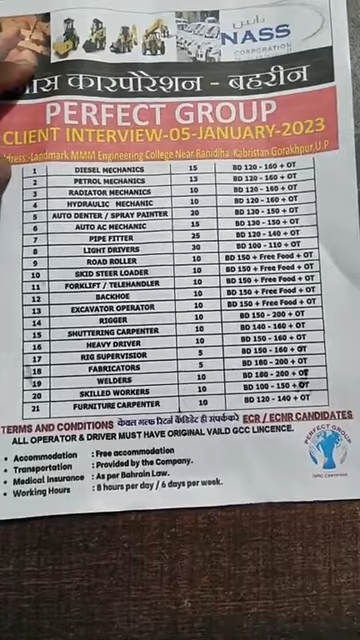 ناس
NASS
CORPORATION
नास कारपोरेशन - बहरीन
PERFECT GROUP
CLIENT INTERVIEW-05-JANUARY-2023
dress:-Landmark MMM Engineering College Near Ranidiha, Kabristan Gorakhpur,U.P
1 DIESEL MECHANICS 15 BD 120 - 160 + OT
2 PETROL MECHANICS 15 BD 120 - 160 + OT
3 RADIATOR MECHANICS 10 BD 120 - 160 + OT
4 HYDRAULIC MECHANIC 10 BD 120 - 160 + OT
5 AUTO DENTER / SPRAY PAINTER 20 BD 130 - 150 + OT
6 AUTO AC MECHANIC 15 BD 130 - 150 + OT
7 PIPE FITTER 25 BD 120 - 140 + OT
8 LIGHT DRIVERS 30 BD 100 - 110 + OT
9 ROAD ROLLER 10 BD 150 + Free Food + OT
10 SKID STEER LOADER 10 BD 150 + Free Food + OT
11 FORKLIFT / TELEHANDLER 10 BD 150 + Free Food + OT
12 BACKHOE 10 BD 150 + Free Food + OT
13 EXCAVATOR OPERATOR 10 BD 150 + Free Food + OT
14 RIGGER 10 BD 150 - 200 + OT
15 SHUTTERING CARPENTER 10 BD 140 - 160 + OT
16 HEAVY DRIVER 10 BD 150 - 160 + OT
17 RIG SUPERVISOR 5 BD 150 - 160 + OT
18 FABRICATORS 5 BD 180 - 200 + OT
19 WELDERS 10 BD 180 - 200 + OT
20 SKILLED WORKERS 10 BD 100 - 150 + OT
21 FURNITURE CARPENTER 10 BD 120 - 140 + OT
TERMS AND CONDITIONS केवल गल्फ रिटर्न कैंडिडेट ही संपर्क करे ECR / ECNR CANDIDATES
ALL OPERATOR & DRIVER MUST HAVE ORIGINAL VAILD GCC LINCENCE.
• Accommodation : Free accommodation
• Transportation : Provided by the Company.
• Medical Insurance : As per Bahrain Law.
• Working Hours : 8 hours per day / 6 days per week.
PERFECT GROUP